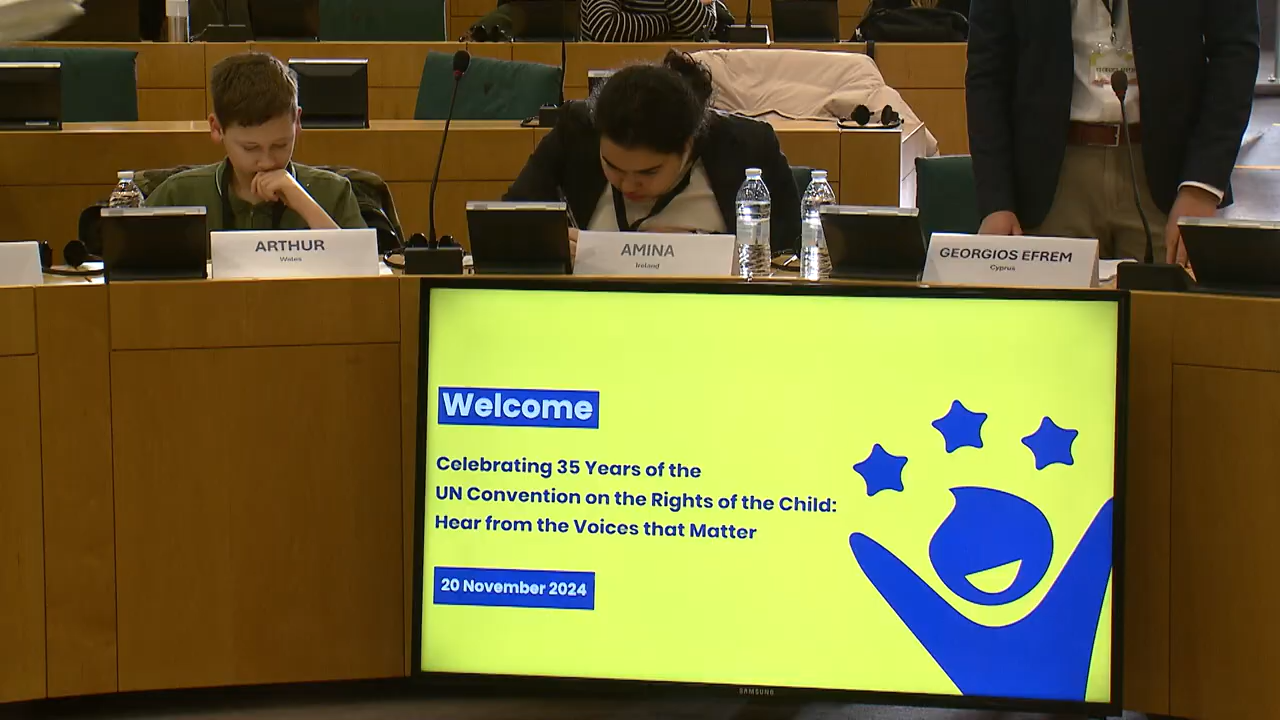 ARTHUR
Wales
AMINA
Ireland
GEORGIOS EFREM
Cyprus
Welcome
Celebrating 35 Years of the
UN Convention on the Rights of the Child:
Hear from the Voices that Matter
20 November 2024
SAMSUNG